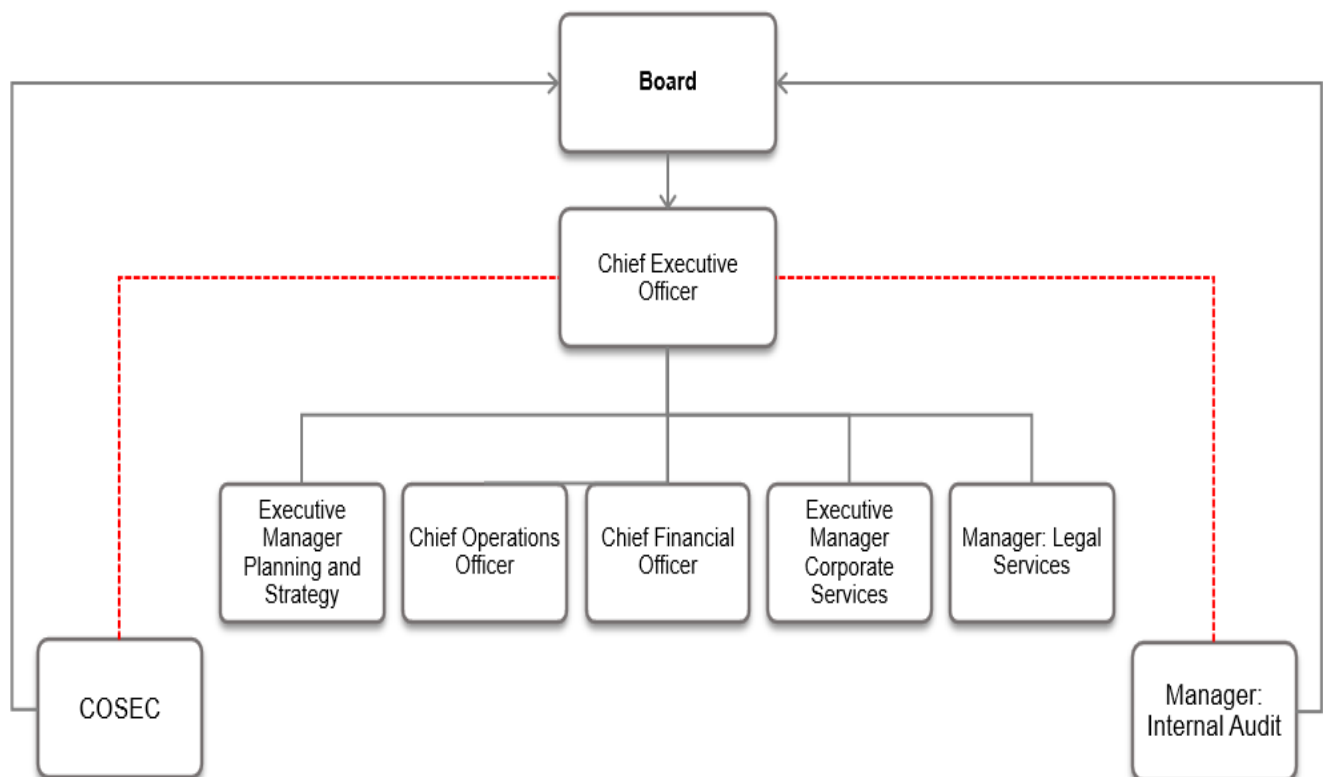 Board
Chief Executive
Officer
Executive
Manager
Planning and
Strategy
Chief Operations
Officer
Chief Financial
Officer
Executive
Manager
Corporate
Services
Manager: Legal
Services
COSEC
Manager:
Internal Audit